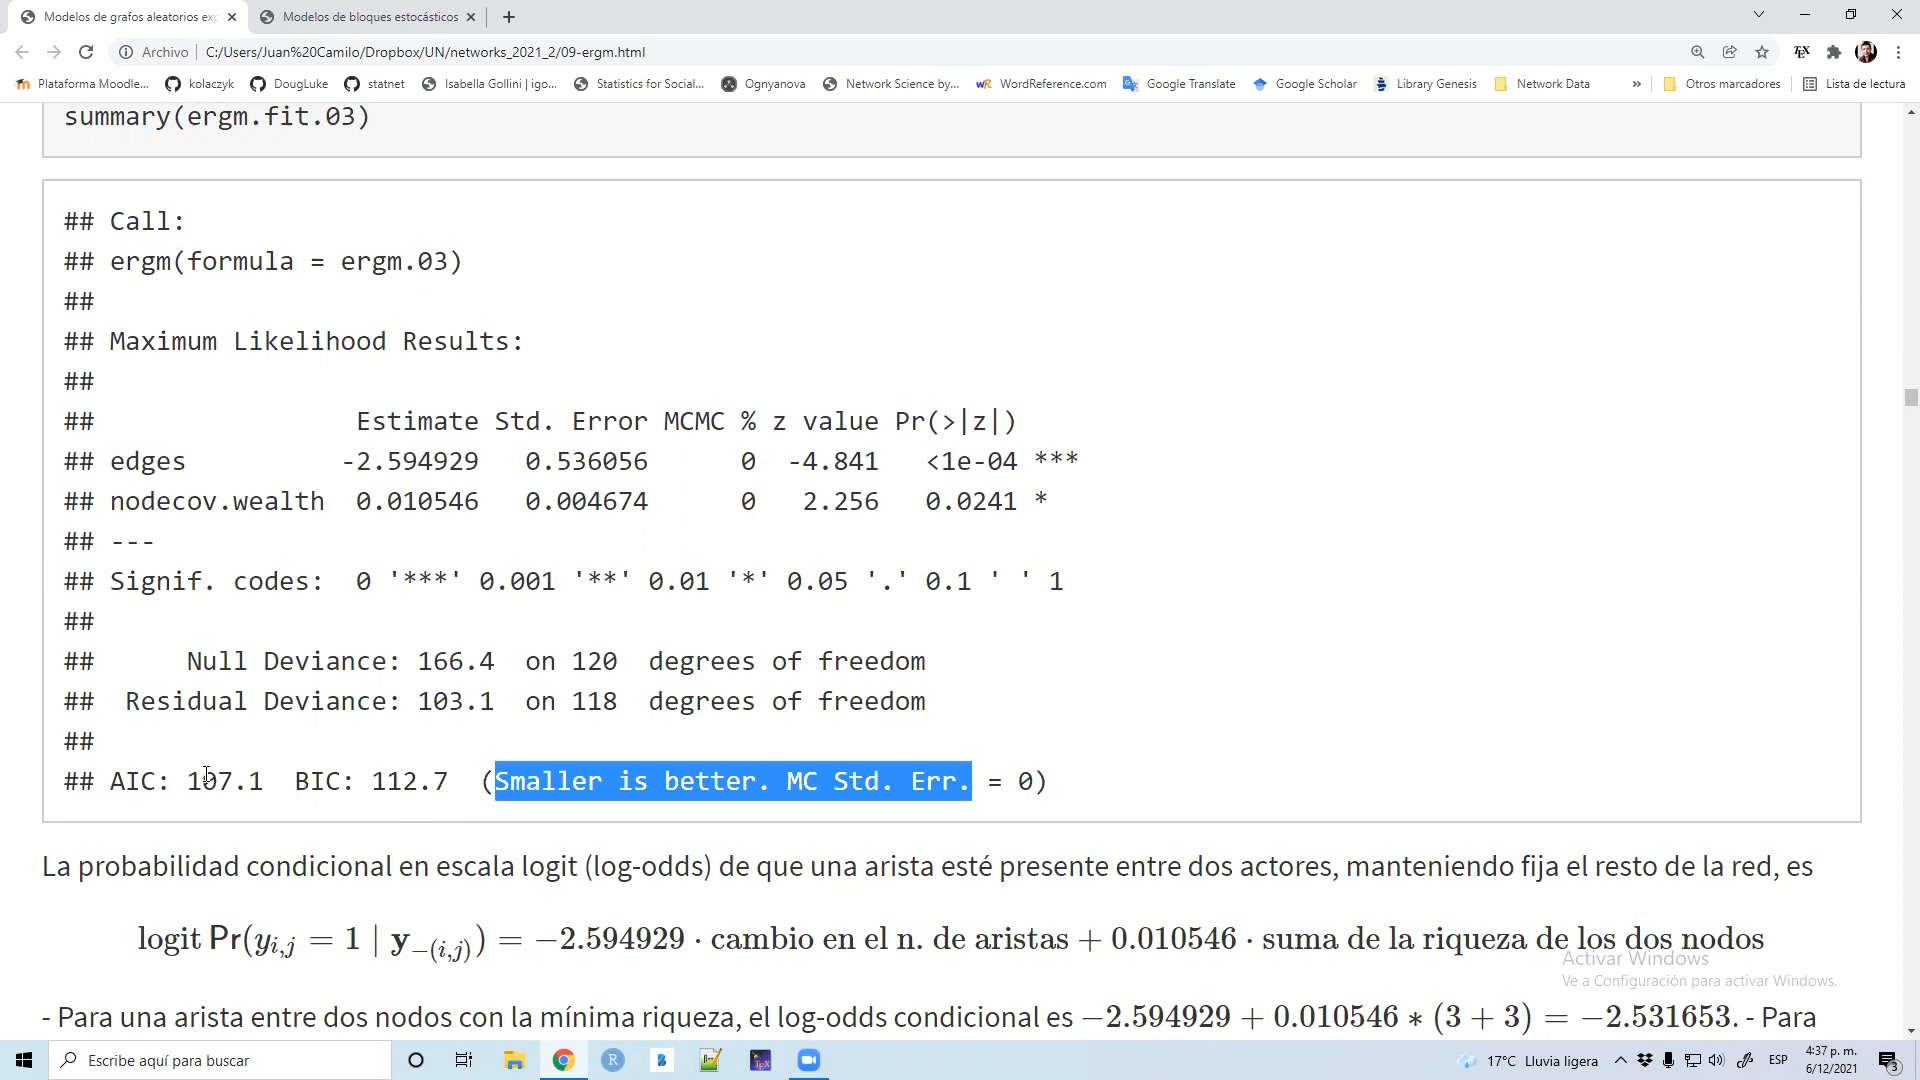 Modelos de grafos aleatorios exp
Modelos de bloques estocásticos
Archivo
C:/Users/Juan%20Camilo/Dropbox/UN/networks_2021_2/09-ergm.html
Plataforma Moodle...
kolaczyk
DougLuke
statnet
Isabella Gollini | igo...
Statistics for Social...
Ognyanova
Network Science by...
WordReference.com
Google Translate
Google Scholar
Library Genesis
Network Data
»
Otros marcadores
Lista de lectura
summary(ergm.fit.03)
## Call:
## ergm(formula = ergm.03)
##
## Maximum Likelihood Results:
##
## Estimate Std. Error MCMC % z value Pr(>|z|)
## edges -2.594929 0.536056 0 -4.841 <1e-04 ***
## nodecov.wealth 0.010546 0.004674 0 2.256 0.0241 *
## ---
## Signif. codes: 0 '***' 0.001 '**' 0.01 '*' 0.05 '.' 0.1 ' ' 1
##
## Null Deviance: 166.4 on 120 degrees of freedom
## Residual Deviance: 103.1 on 118 degrees of freedom
##
## AIC: 107.1 BIC: 112.7 (Smaller is better. MC Std. Err. = 0)
La probabilidad condicional en escala logit (log-odds) de que una arista esté presente entre dos actores, manteniendo fija el resto de la red, es
logit Pr(y_{i,j} = 1 | y_{−(i,j)}) = −2.594929 · cambio en el n. de aristas + 0.010546 · suma de la riqueza de los dos nodos
Activar Windows
Ve a Configuración para activar Windows.
- Para una arista entre dos nodos con la mínima riqueza, el log-odds condicional es −2.594929 + 0.010546 ∗ (3 + 3) = −2.531653. - Para
Escribe aquí para buscar
17°C Lluvia ligera
ESP
4:37 p. m.
6/12/2021
3